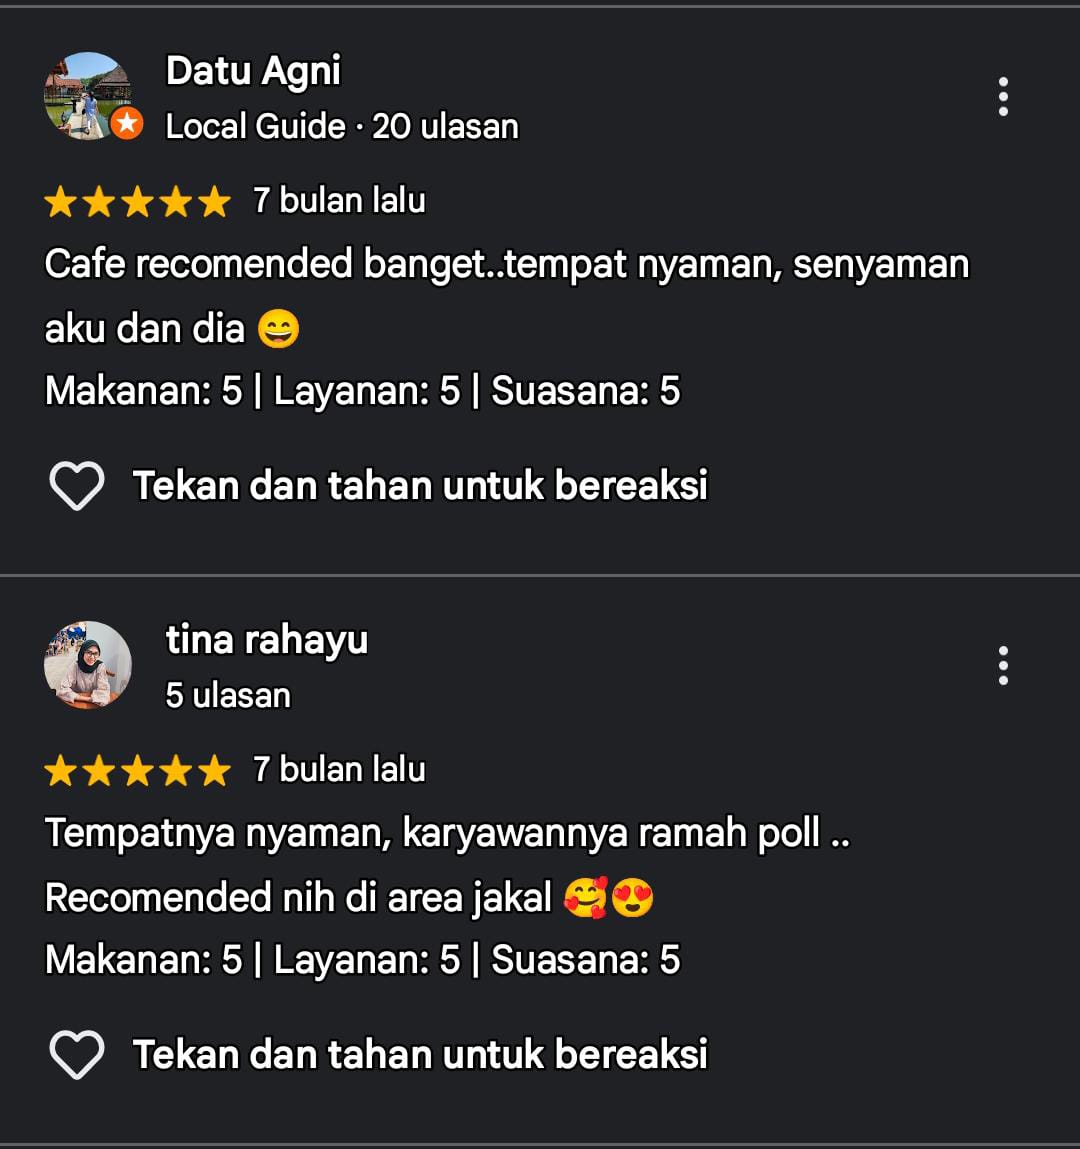 Datu Agni
Local Guide · 20 ulasan
7 bulan lalu
Cafe recomended banget..tempat nyaman, senyaman
aku dan dia 😄
Makanan: 5 | Layanan: 5 | Suasana: 5
Tekan dan tahan untuk bereaksi
tina rahayu
5 ulasan
7 bulan lalu
Tempatnya nyaman, karyawannya ramah poll ..
Recomended nih di area jakal 🥰😍
Makanan: 5 | Layanan: 5 | Suasana: 5
Tekan dan tahan untuk bereaksi